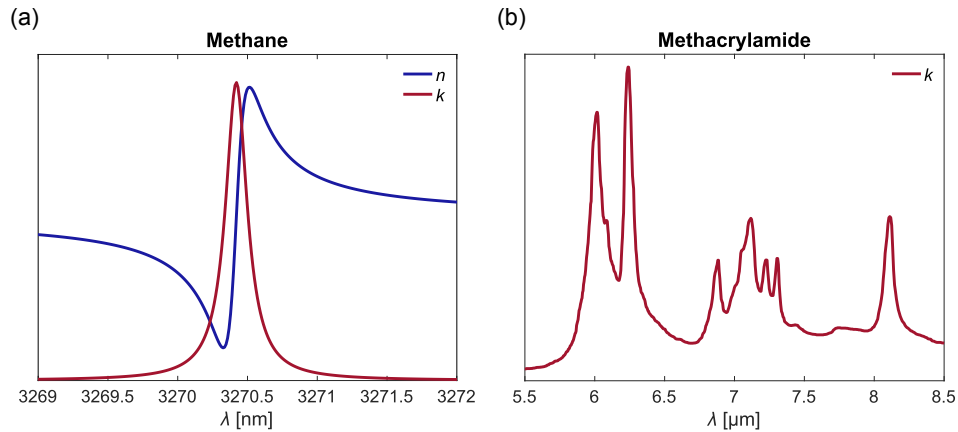 (a)
Methane
n
k
3269 3269.5 3270 3270.5 3271 3271.5 3272
λ [nm]
(b)
Methacrylamide
k
5.5 6 6.5 7 7.5 8 8.5
λ [µm]